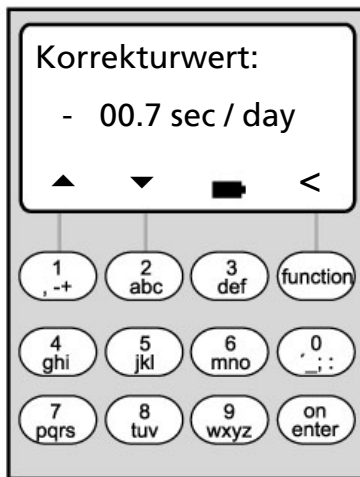 Korrekturwert:
- 00.7 sec / day
<
1 2 3 function
, -+ abc def
4 5 6 0
ghi jkl mno ´_; :
7 8 9 on
pqrs tuv wxyz enter